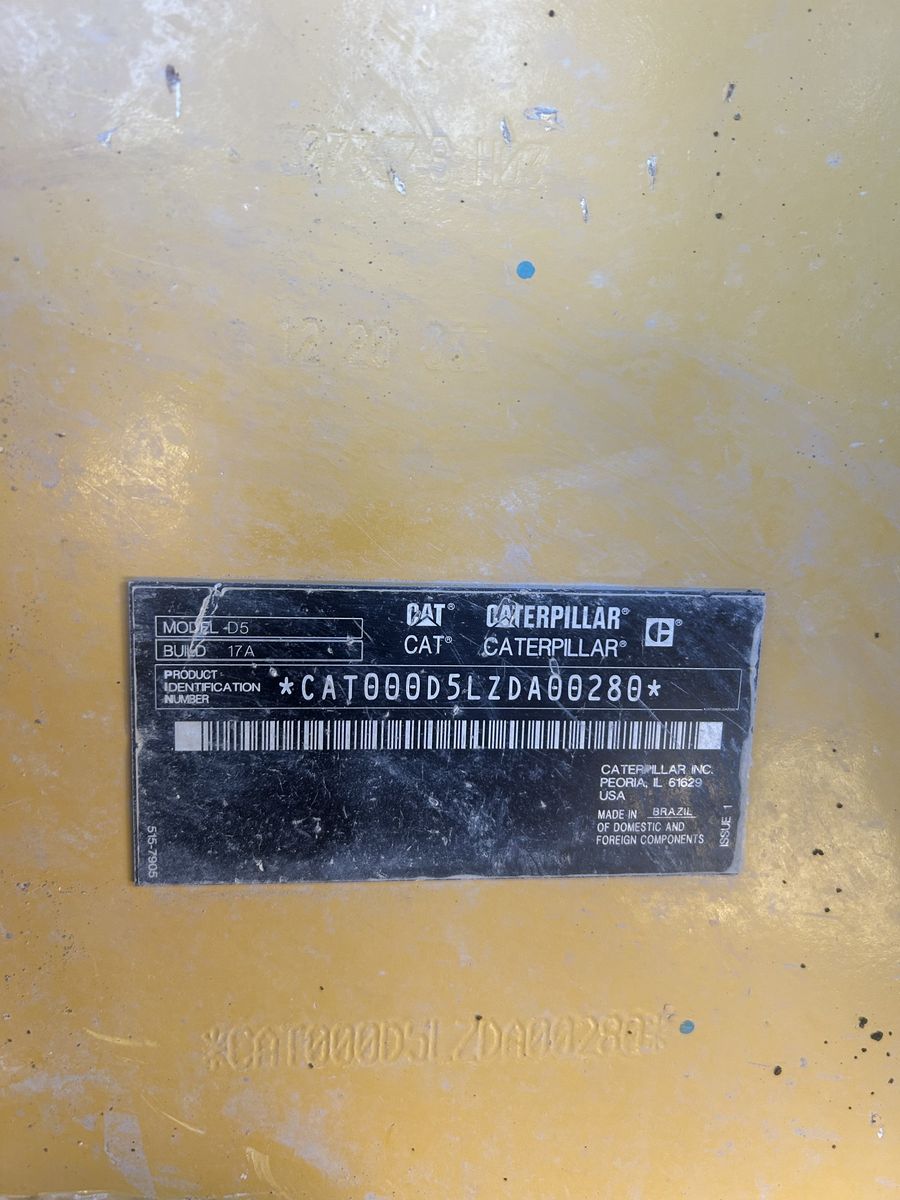 CAT® CATERPILLAR®
CAT® CATERPILLAR®
MODEL D5
BUILD 17A
PRODUCT
IDENTIFICATION
NUMBER
*CAT000D5LZDA00280*
CATERPILLAR INC.
PEORIA, IL 61629
USA
MADE IN BRAZIL
OF DOMESTIC AND
FOREIGN COMPONENTS
ISSUE 1
515-7905
*CAT000D5LZDA00280*